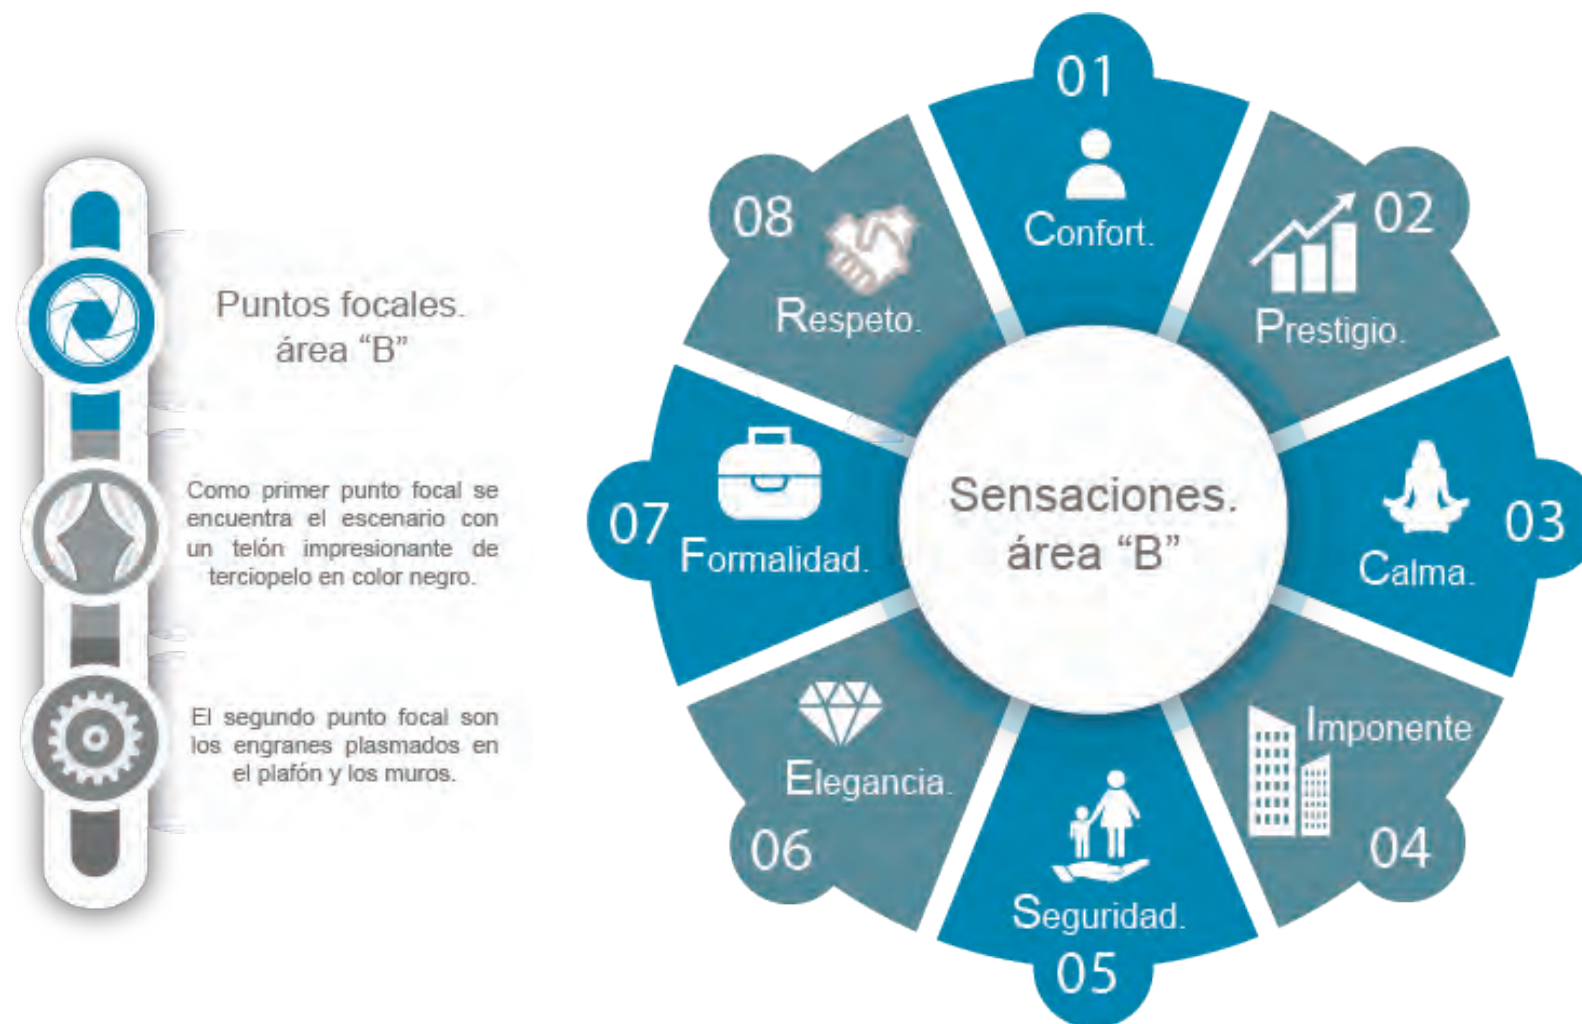 Puntos focales.
área “B”
Como primer punto focal se
encuentra el escenario con
un telón impresionante de
terciopelo en color negro.
El segundo punto focal son
los engranes plasmados en
el plafón y los muros.
Sensaciones.
área “B”
01
Confort.
02
Prestigio.
03
Calma.
04
Imponente
05
Seguridad.
06
Elegancia.
07
Formalidad.
08
Respeto.